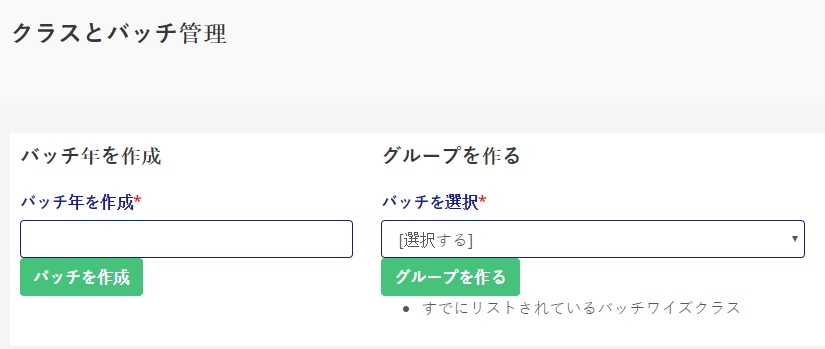 クラスとバッチ管理
バッチ年を作成
バッチ年を作成*
バッチを作成
グループを作る
バッチを選択*
[選択する]
グループを作る
すでにリストされているバッチワイズクラス